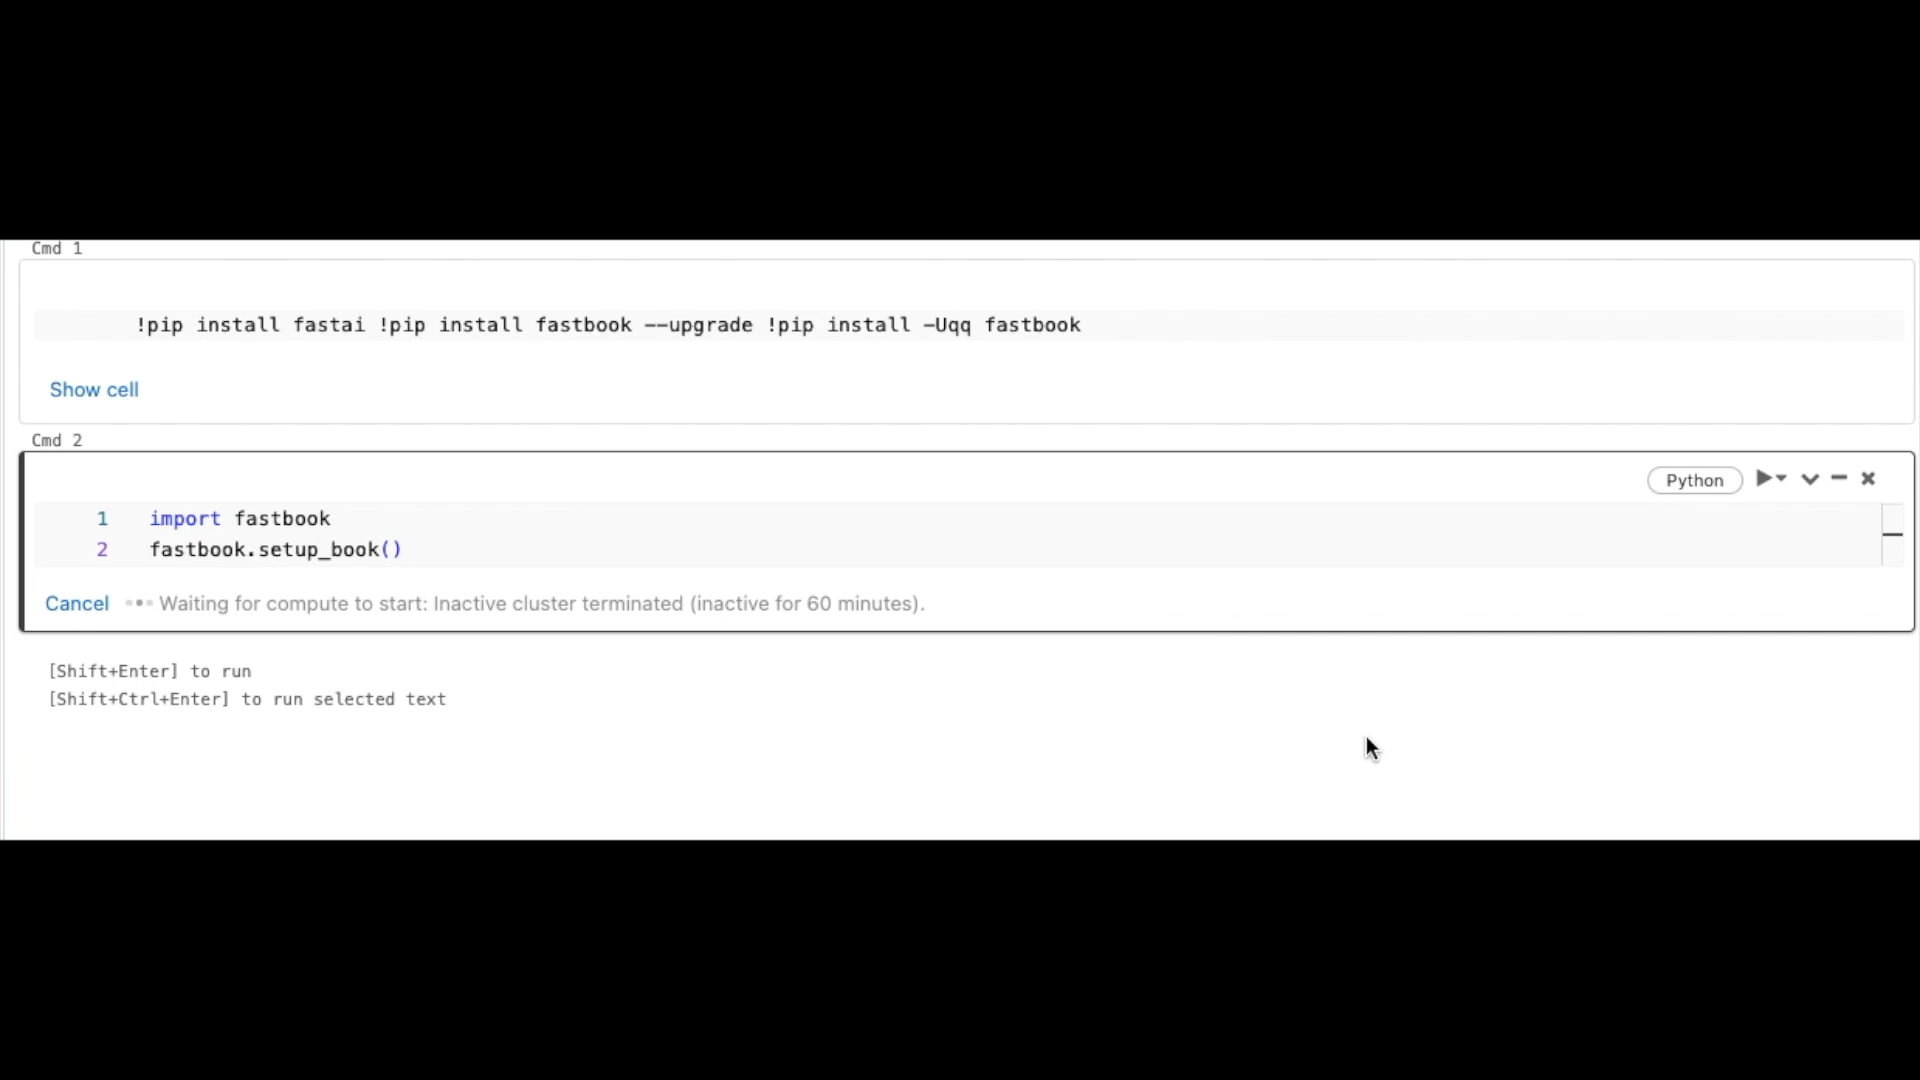 Cmd 1
!pip install fastai !pip install fastbook --upgrade !pip install -Uqq fastbook
Show cell
Cmd 2
Python
1 import fastbook
2 fastbook.setup_book()
Cancel ••• Waiting for compute to start: Inactive cluster terminated (inactive for 60 minutes).
[Shift+Enter] to run
[Shift+Ctrl+Enter] to run selected text